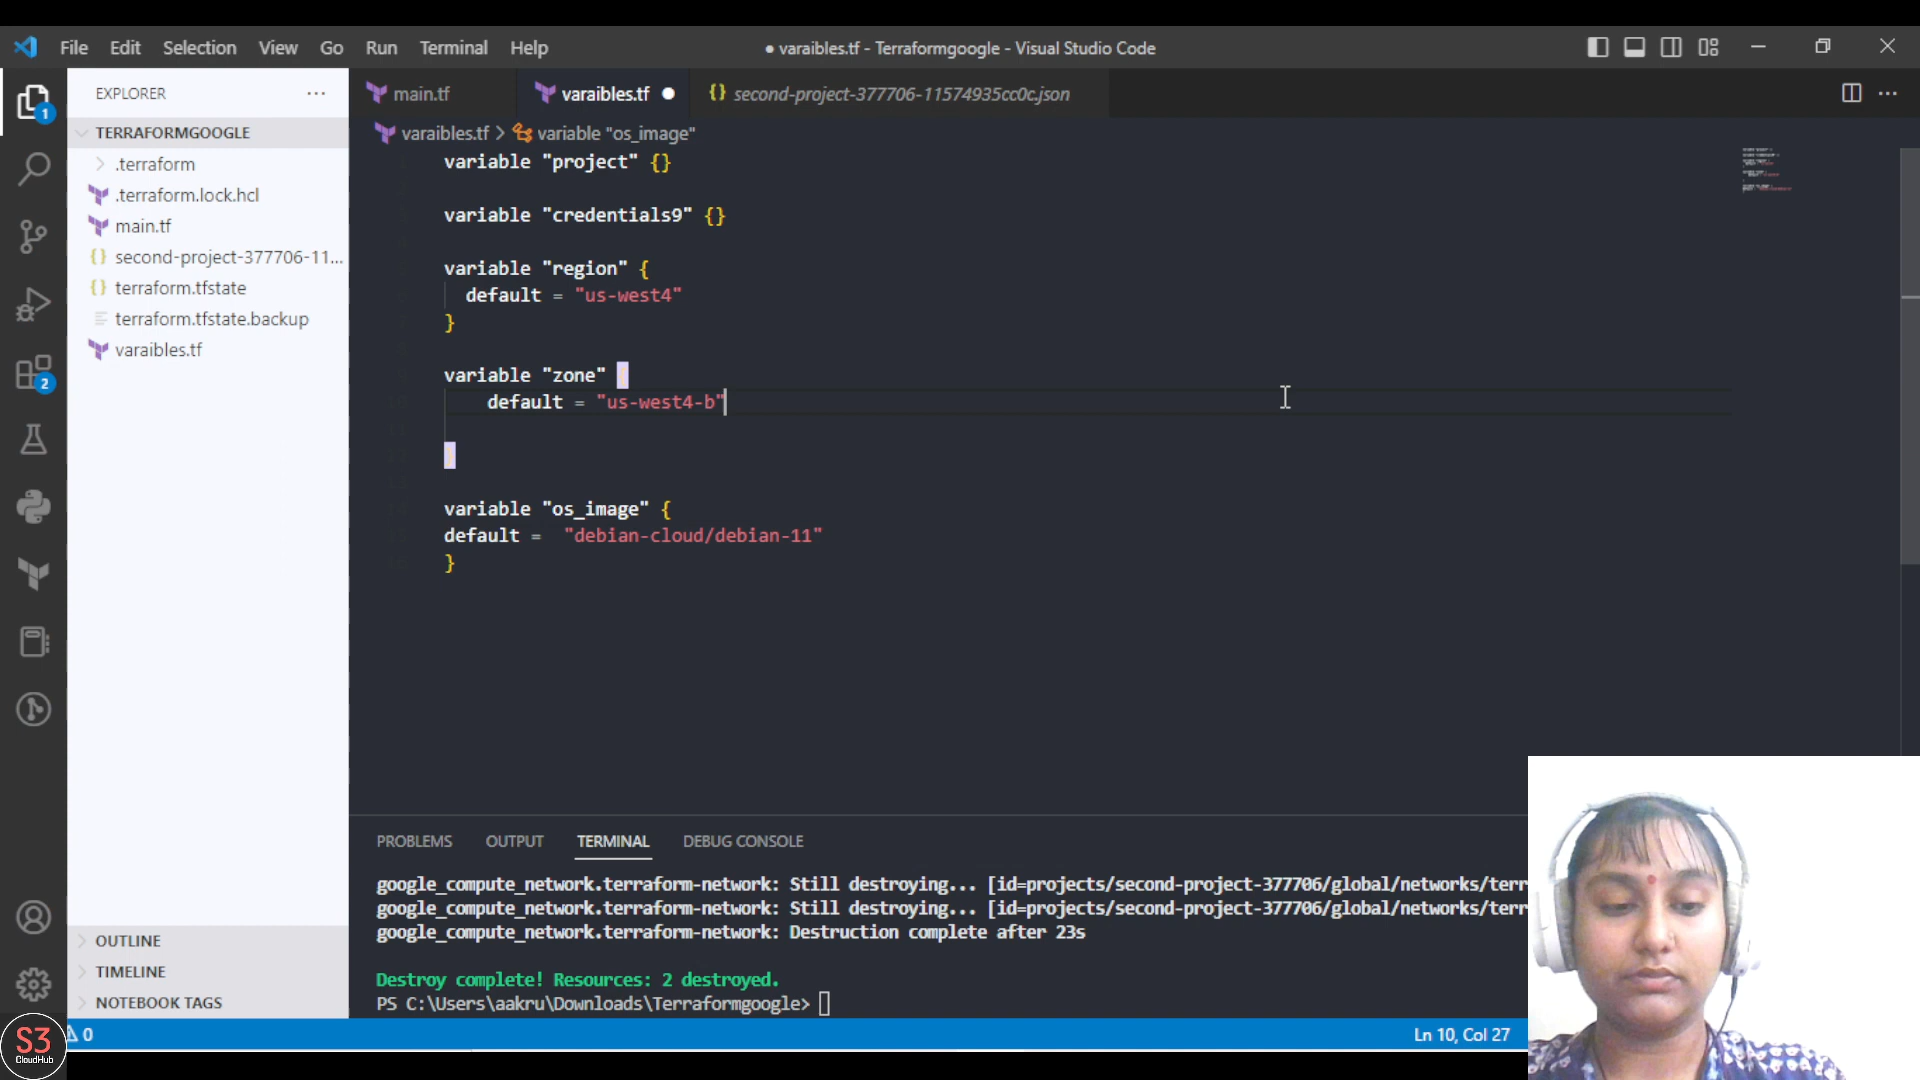 File Edit Selection View Go Run Terminal Help
● varaibles.tf - Terraformgoogle - Visual Studio Code
EXPLORER
TERRAFORMGOOGLE
.terraform
.terraform.lock.hcl
main.tf
second-project-377706-11...
terraform.tfstate
terraform.tfstate.backup
varaibles.tf
OUTLINE
TIMELINE
NOTEBOOK TAGS
1
2
main.tf
varaibles.tf
second-project-377706-11574935cc0c.json
varaibles.tf > variable "os_image"
variable "project" {}
variable "credentials9" {}
variable "region" {
default = "us-west4"
}
variable "zone" {
default = "us-west4-b"
}
variable "os_image" {
default = "debian-cloud/debian-11"
}
PROBLEMS OUTPUT TERMINAL DEBUG CONSOLE
google_compute_network.terraform-network: Still destroying... [id=projects/second-project-377706/global/networks/terr
google_compute_network.terraform-network: Still destroying... [id=projects/second-project-377706/global/networks/terr
google_compute_network.terraform-network: Destruction complete after 23s
Destroy complete! Resources: 2 destroyed.
PS C:\Users\aakru\Downloads\Terraformgoogle>
0
Ln 10, Col 27
S3
CloudHub